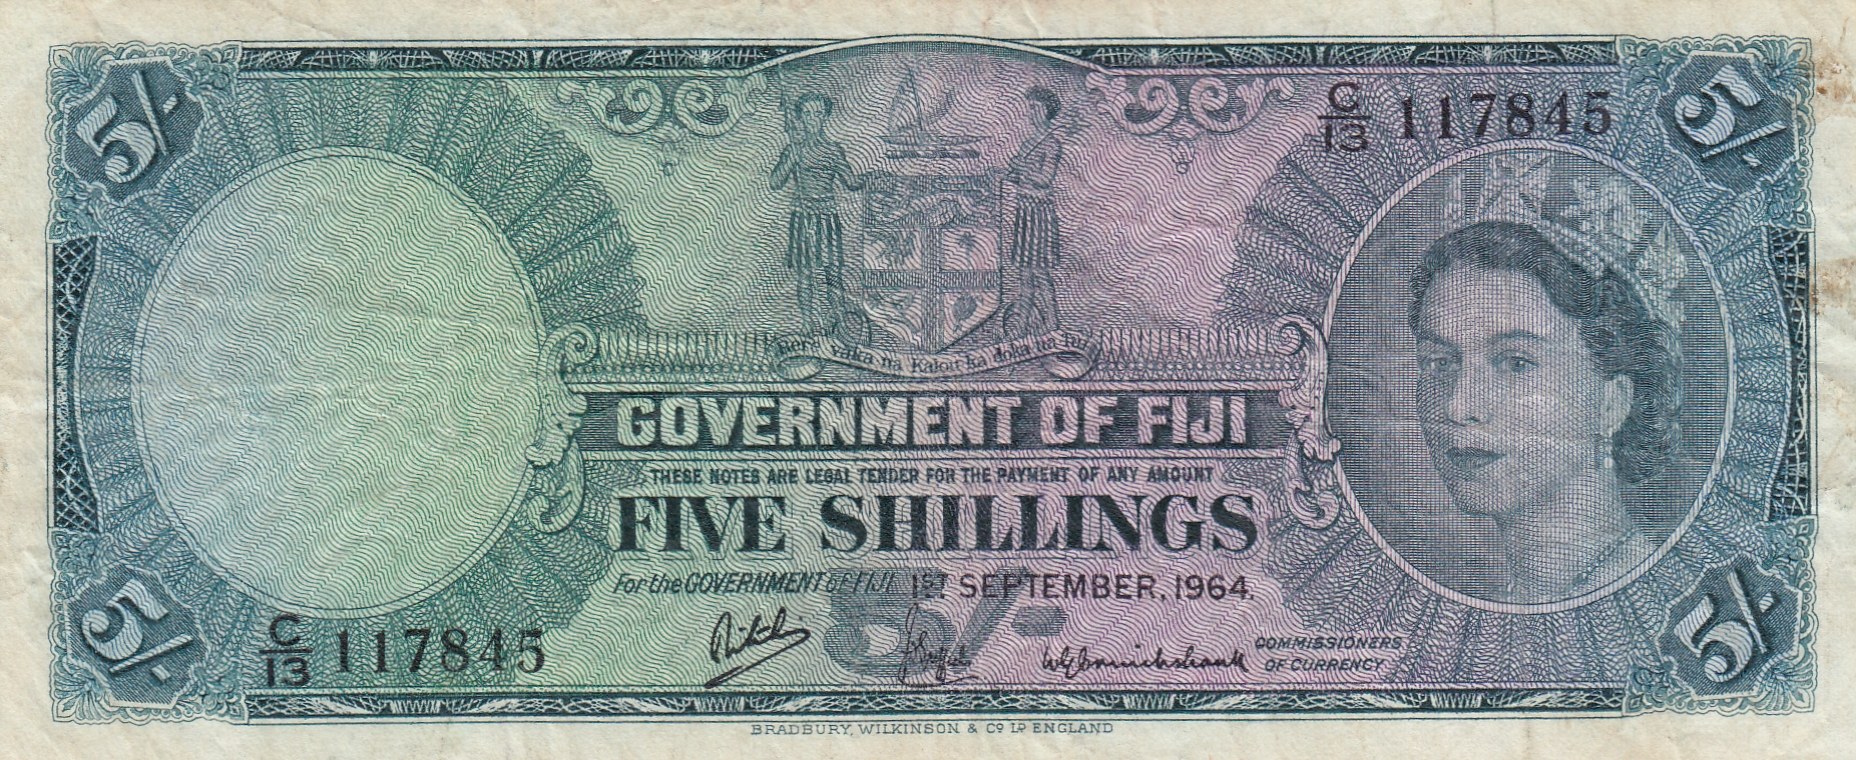 5/- 5/-
C/13 117845
Rere vaka na Kalou ka doka na Tui
GOVERNMENT OF FIJI
THESE NOTES ARE LEGAL TENDER FOR THE PAYMENT OF ANY AMOUNT
FIVE SHILLINGS
For the GOVERNMENT OF FIJI 1ST SEPTEMBER, 1964.
5/-
COMMISSIONERS
OF CURRENCY
C/13 117845
5/- 5/-
BRADBURY, WILKINSON & Co Ld ENGLAND